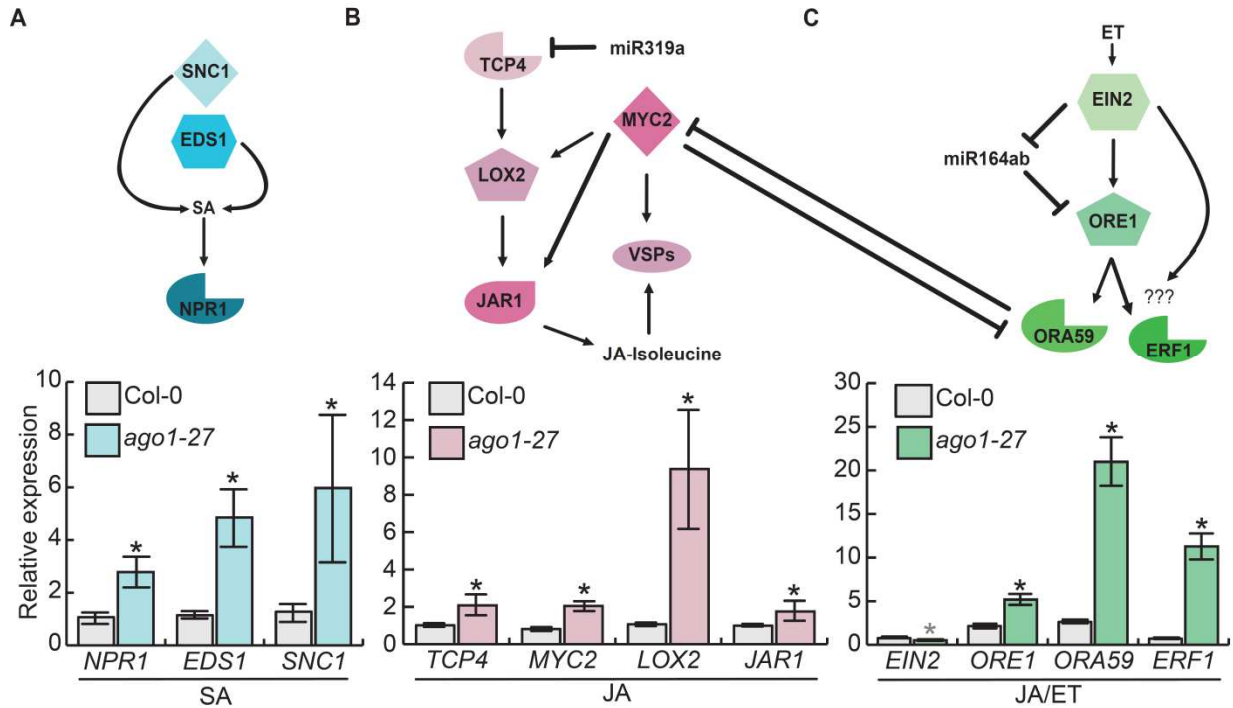 A
SNC1
EDS1
SA
NPR1
B
miR319a
TCP4
MYC2
LOX2
VSPs
JAR1
JA-Isoleucine
C
ET
EIN2
miR164ab
ORE1
???
ORA59
ERF1
Relative expression
10
8
6
4
2
0
Col-0
ago1-27
*
*
*
NPR1 EDS1 SNC1
SA
14
12
10
8
6
4
2
0
Col-0
ago1-27
*
*
*
*
TCP4 MYC2 LOX2 JAR1
JA
30
25
20
15
10
5
0
Col-0
ago1-27
*
*
*
*
EIN2 ORE1 ORA59 ERF1
JA/ET